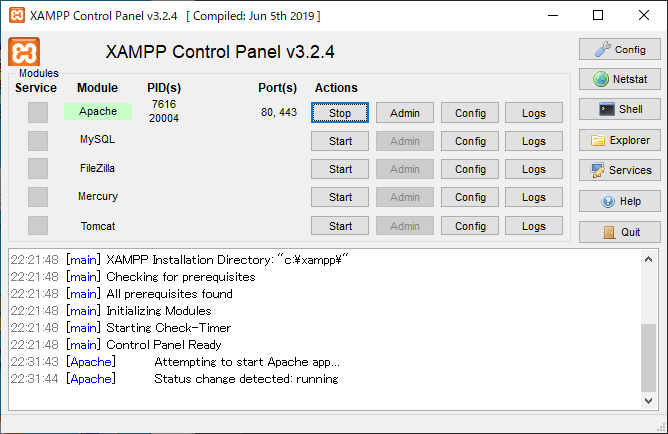 XAMPP Control Panel v3.2.4 [ Compiled: Jun 5th 2019 ]
XAMPP Control Panel v3.2.4
Config
Modules
Service Module PID(s) Port(s) Actions
Netstat
Apache 7616 20004 80, 443 Stop Admin Config Logs
Shell
MySQL Start Admin Config Logs
Explorer
FileZilla Start Admin Config Logs
Services
Mercury Start Admin Config Logs
Help
Tomcat Start Admin Config Logs
Quit
22:21:48 [main] XAMPP Installation Directory: "c:¥xampp¥"
22:21:48 [main] Checking for prerequisites
22:21:48 [main] All prerequisites found
22:21:48 [main] Initializing Modules
22:21:48 [main] Starting Check-Timer
22:21:48 [main] Control Panel Ready
22:31:43 [Apache] Attempting to start Apache app...
22:31:44 [Apache] Status change detected: running